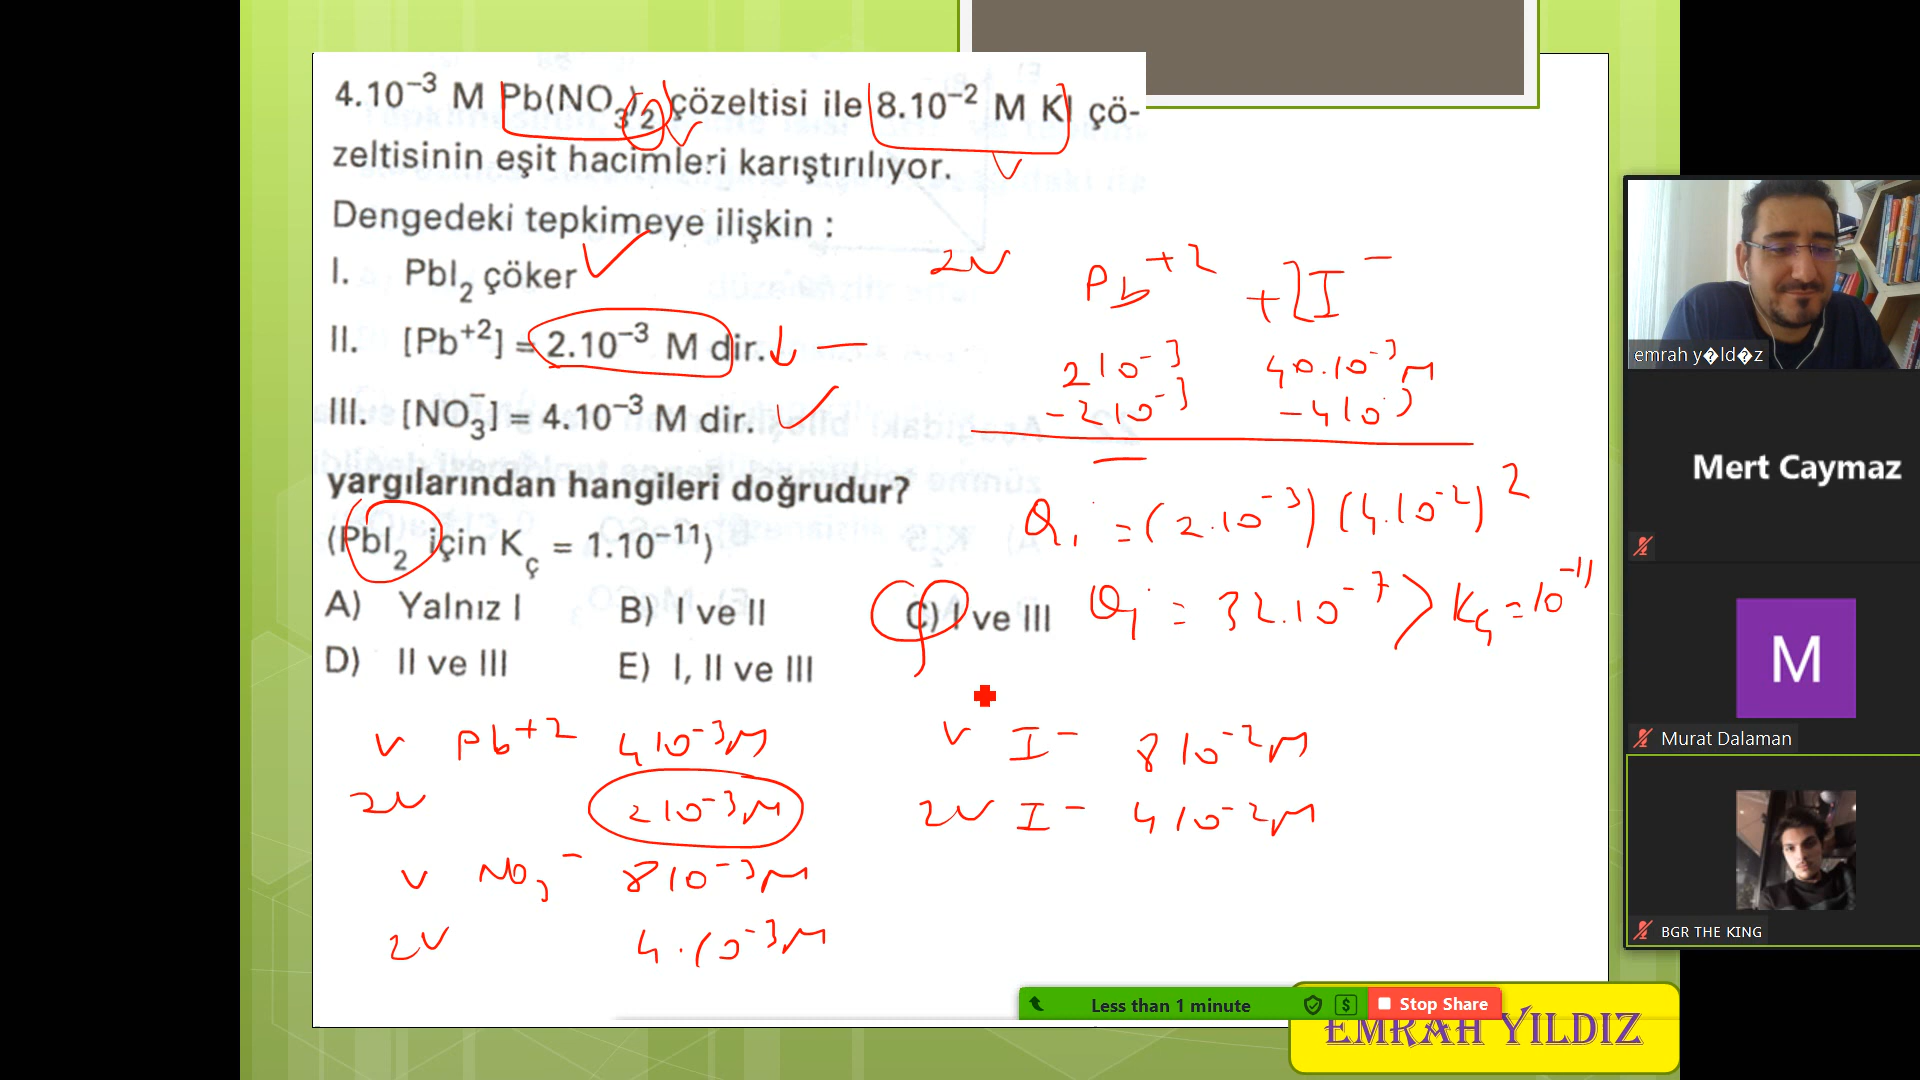 4.10⁻³ M Pb(NO₃)₂ çözeltisi ile 8.10⁻² M KI çö-
zeltisinin eşit hacimleri karıştırılıyor.
Dengedeki tepkimeye ilişkin :
I. PbI₂ çöker
II. [Pb⁺²] = 2.10⁻³ M dir. ↓ −
III. [NO₃⁻] = 4.10⁻³ M dir.
yargılarından hangileri doğrudur?
(PbI₂ için Kç = 1.10⁻¹¹)
A) Yalnız I B) I ve II C) I ve III
D) II ve III E) I, II ve III
2V Pb⁺² + 2I⁻
2 10⁻³ 40.10⁻³ M
-2 10⁻³ -4 10⁻³
Qi = (2.10⁻³) (4.10⁻²)²
Qi = 32.10⁻⁷ > Kç = 10⁻¹¹
V Pb⁺² 4 10⁻³ M
2V 2 10⁻³ M
V NO₃⁻ 8 10⁻³ M
2V 4.10⁻³ M
V I⁻ 8 10⁻² M
2V I⁻ 4 10⁻² M
emrah y�ld�z
Mert Caymaz
M
Murat Dalaman
BGR THE KING
Less than 1 minute
$
Stop Share
EMRAH YILDIZ